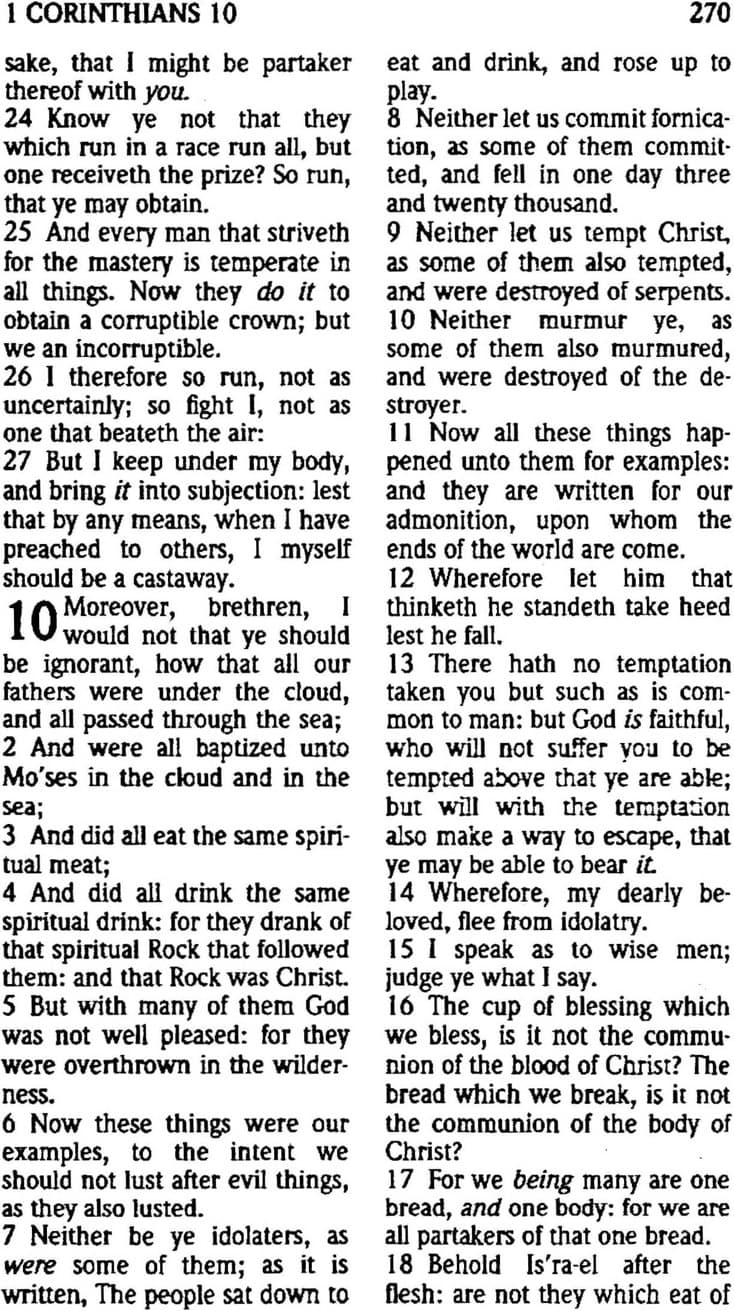 1 CORINTHIANS 10
270
sake, that I might be partaker
thereof with you.
24 Know ye not that they
which run in a race run all, but
one receiveth the prize? So run,
that ye may obtain.
25 And every man that striveth
for the mastery is temperate in
all things. Now they do it to
obtain a corruptible crown; but
we an incorruptible.
26 I therefore so run, not as
uncertainly; so fight I, not as
one that beateth the air:
27 But I keep under my body,
and bring it into subjection: lest
that by any means, when I have
preached to others, I myself
should be a castaway.
10 Moreover, brethren, I
would not that ye should
be ignorant, how that all our
fathers were under the cloud,
and all passed through the sea;
2 And were all baptized unto
Mo'ses in the cloud and in the
sea;
3 And did all eat the same spiri-
tual meat;
4 And did all drink the same
spiritual drink: for they drank of
that spiritual Rock that followed
them: and that Rock was Christ.
5 But with many of them God
was not well pleased: for they
were overthrown in the wilder-
ness.
6 Now these things were our
examples, to the intent we
should not lust after evil things,
as they also lusted.
7 Neither be ye idolaters, as
were some of them; as it is
written, The people sat down to
eat and drink, and rose up to
play.
8 Neither let us commit fornica-
tion, as some of them commit-
ted, and fell in one day three
and twenty thousand.
9 Neither let us tempt Christ,
as some of them also tempted,
and were destroyed of serpents.
10 Neither murmur ye, as
some of them also murmured,
and were destroyed of the de-
stroyer.
11 Now all these things hap-
pened unto them for examples:
and they are written for our
admonition, upon whom the
ends of the world are come.
12 Wherefore let him that
thinketh he standeth take heed
lest he fall.
13 There hath no temptation
taken you but such as is com-
mon to man: but God is faithful,
who will not suffer you to be
tempted above that ye are able;
but will with the temptation
also make a way to escape, that
ye may be able to bear it.
14 Wherefore, my dearly be-
loved, flee from idolatry.
15 I speak as to wise men;
judge ye what I say.
16 The cup of blessing which
we bless, is it not the commu-
nion of the blood of Christ? The
bread which we break, is it not
the communion of the body of
Christ?
17 For we being many are one
bread, and one body: for we are
all partakers of that one bread.
18 Behold Is'ra-el after the
flesh: are not they which eat of